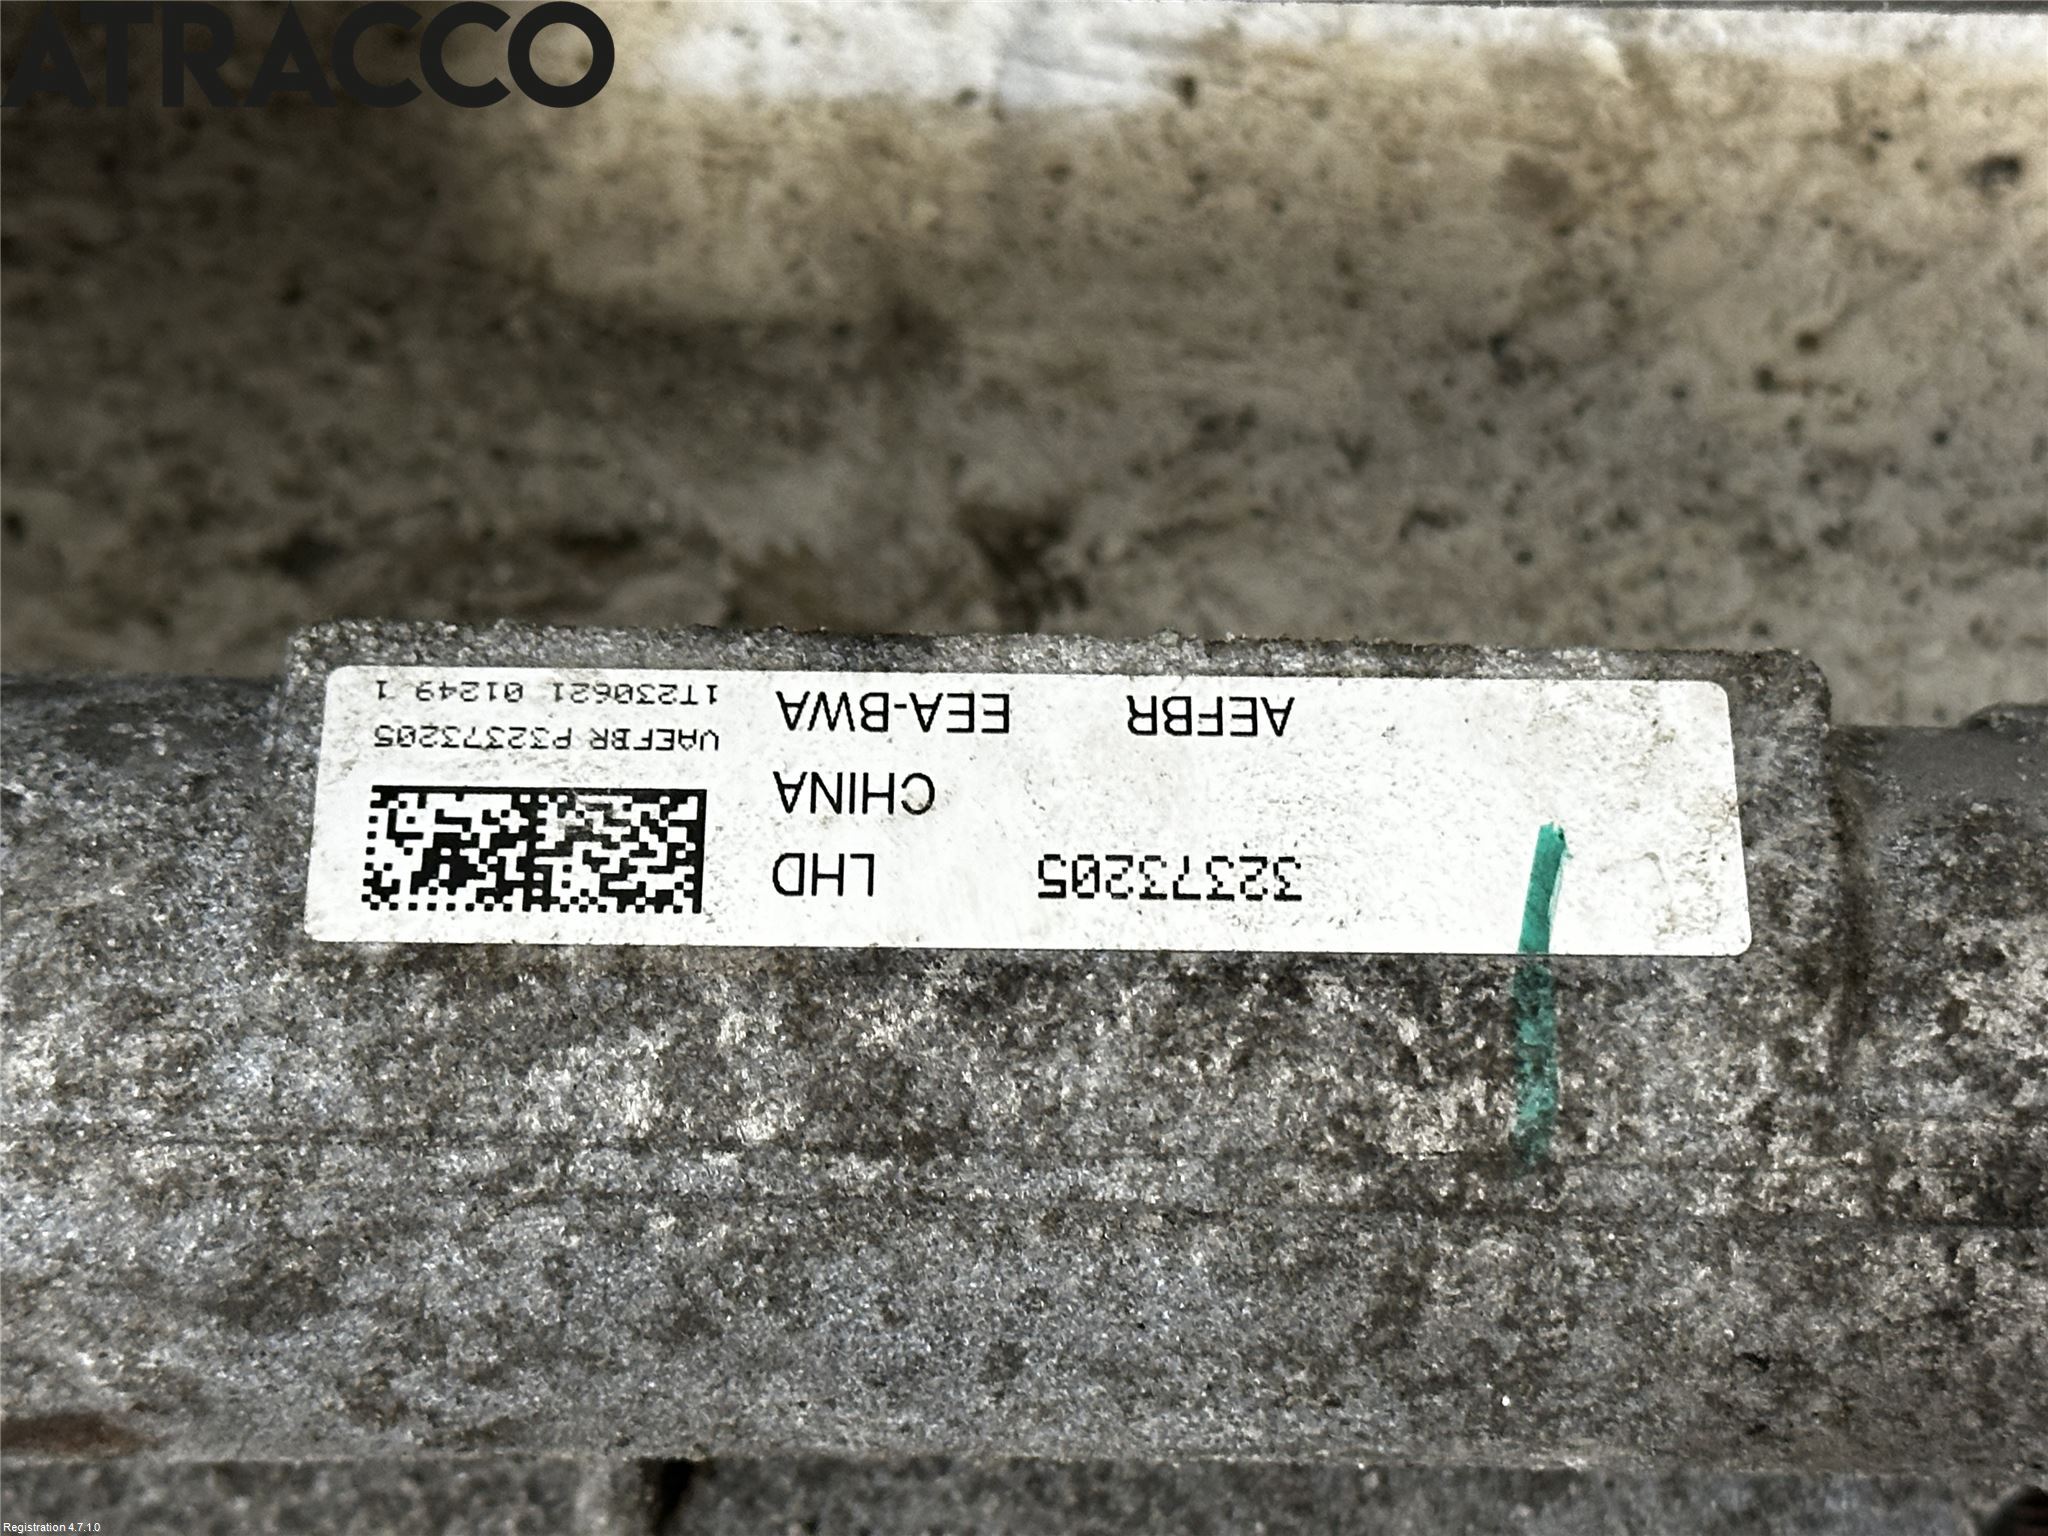 ATRACCO
32373205 LHD
CHINA
AEFBR EEA-BWA
VAEFBR P32373205
1T230621 01249 1
Registration 4.7.1.0